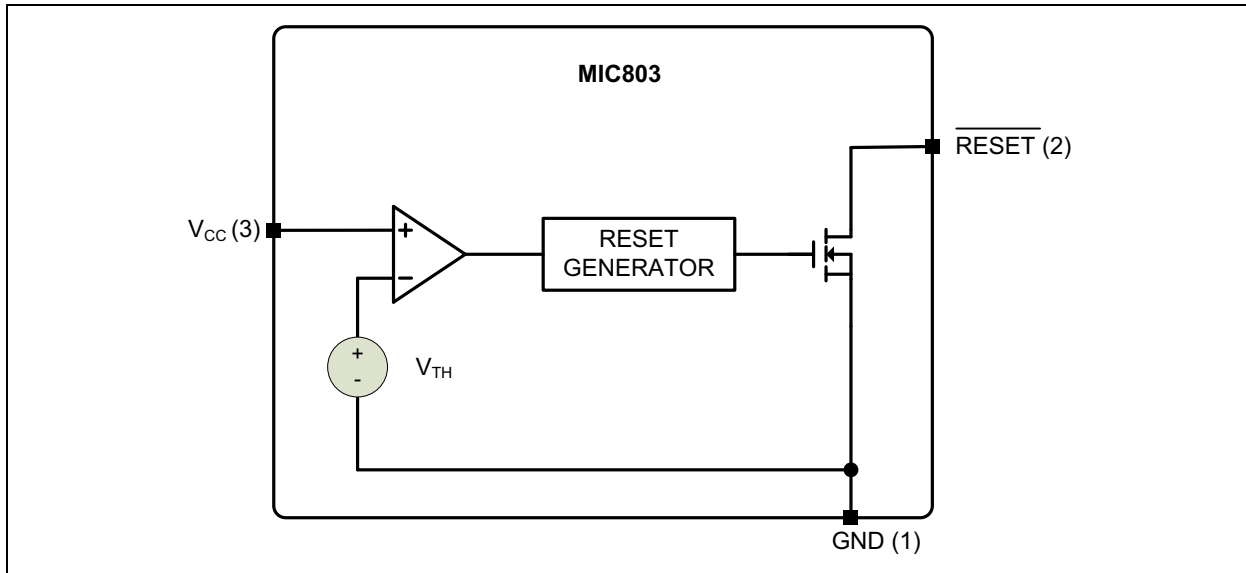 MIC803
RESET (2)
VCC (3)
+
−
RESET
GENERATOR
+
-
VTH
GND (1)